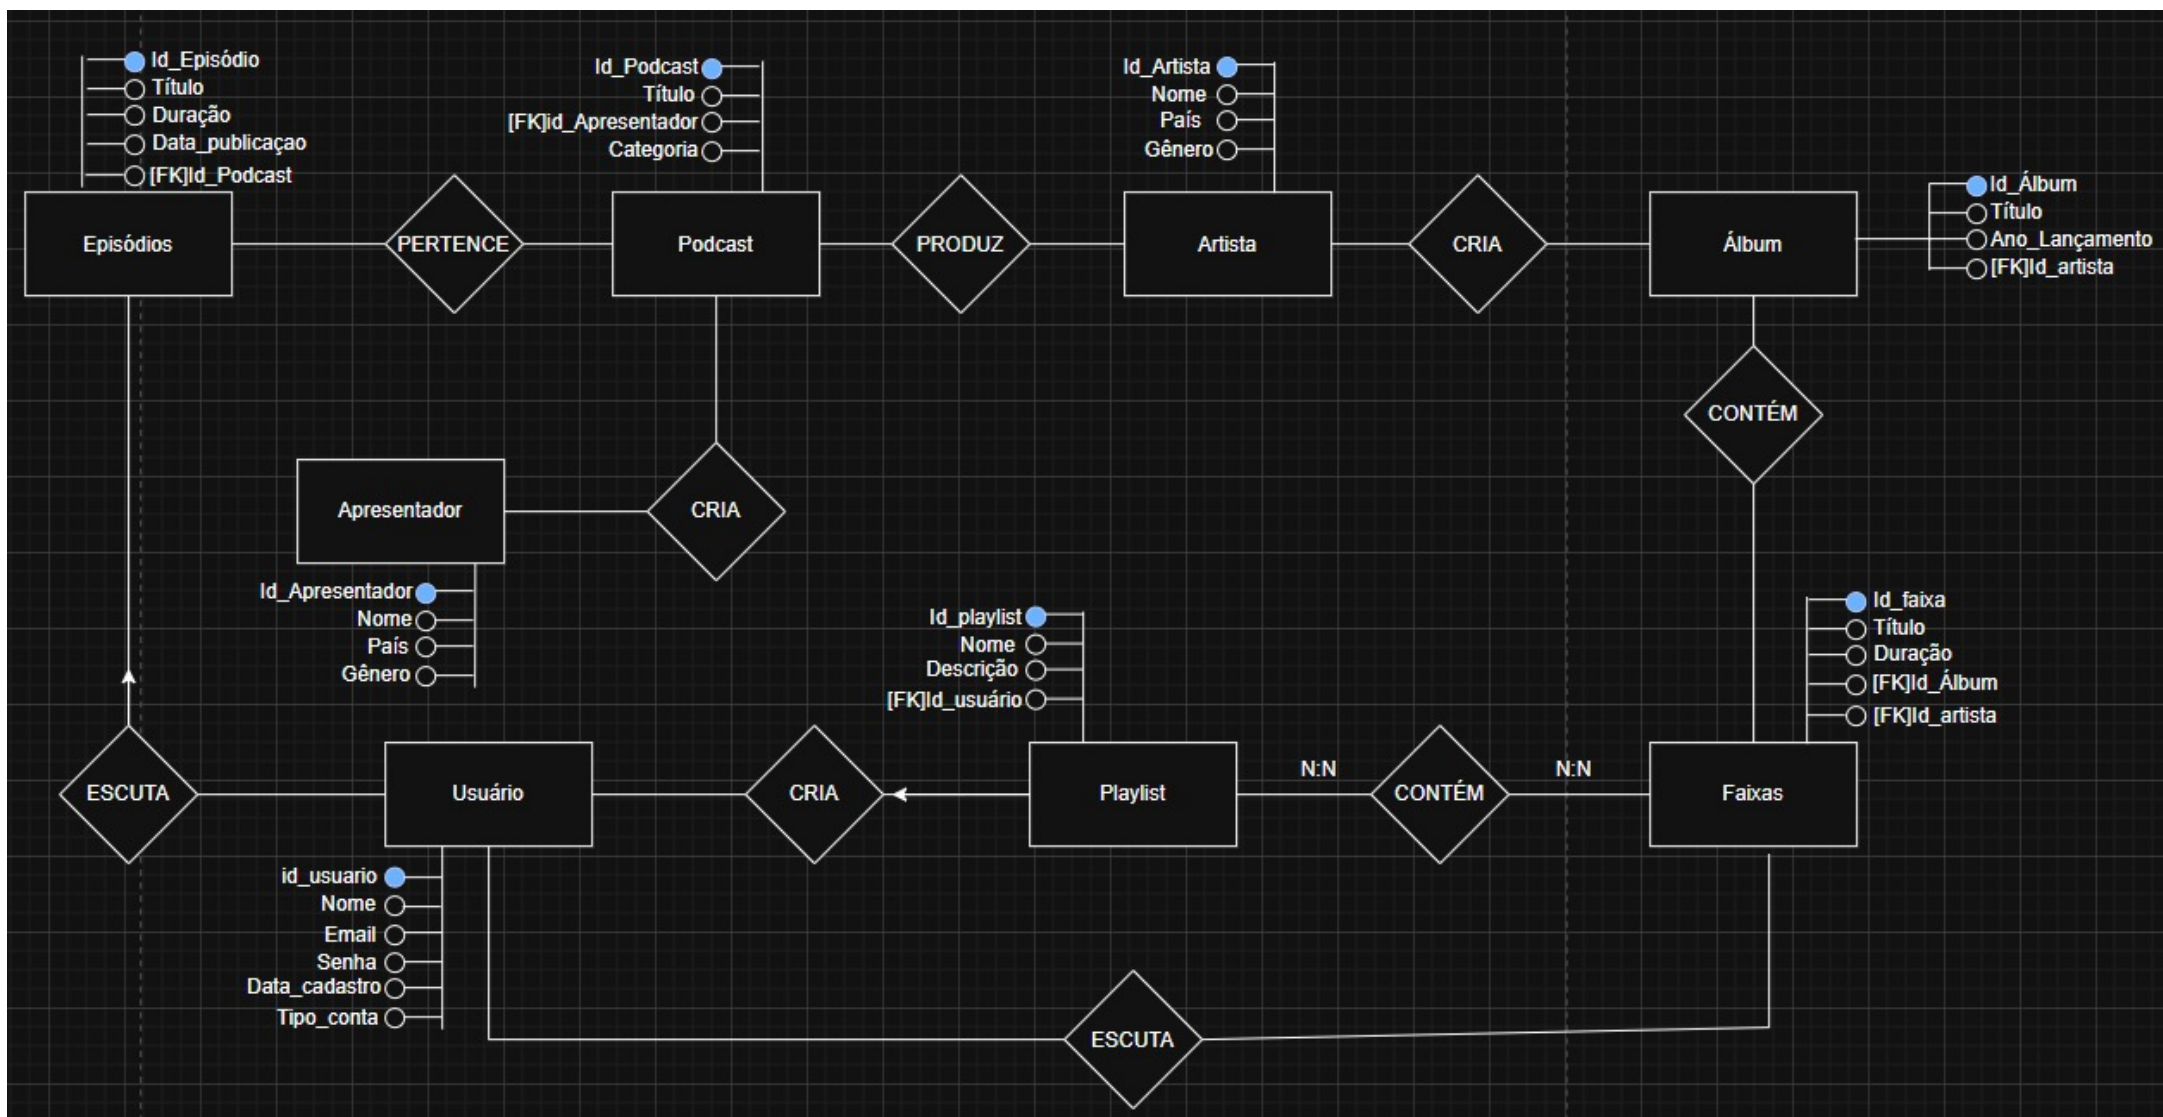 Id_Episódio
Título
Duração
Data_publicaçao
[FK]Id_Podcast
Episódios
PERTENCE
Id_Podcast
Título
[FK]id_Apresentador
Categoria
Podcast
PRODUZ
Id_Artista
Nome
País
Gênero
Artista
CRIA
Álbum
Id_Álbum
Título
Ano_Lançamento
[FK]Id_artista
CONTÉM
Apresentador
CRIA
Id_Apresentador
Nome
País
Gênero
Id_playlist
Nome
Descrição
[FK]Id_usuário
Id_faixa
Título
Duração
[FK]Id_Álbum
[FK]Id_artista
ESCUTA
Usuário
CRIA
Playlist
N:N
CONTÉM
N:N
Faixas
id_usuario
Nome
Email
Senha
Data_cadastro
Tipo_conta
ESCUTA